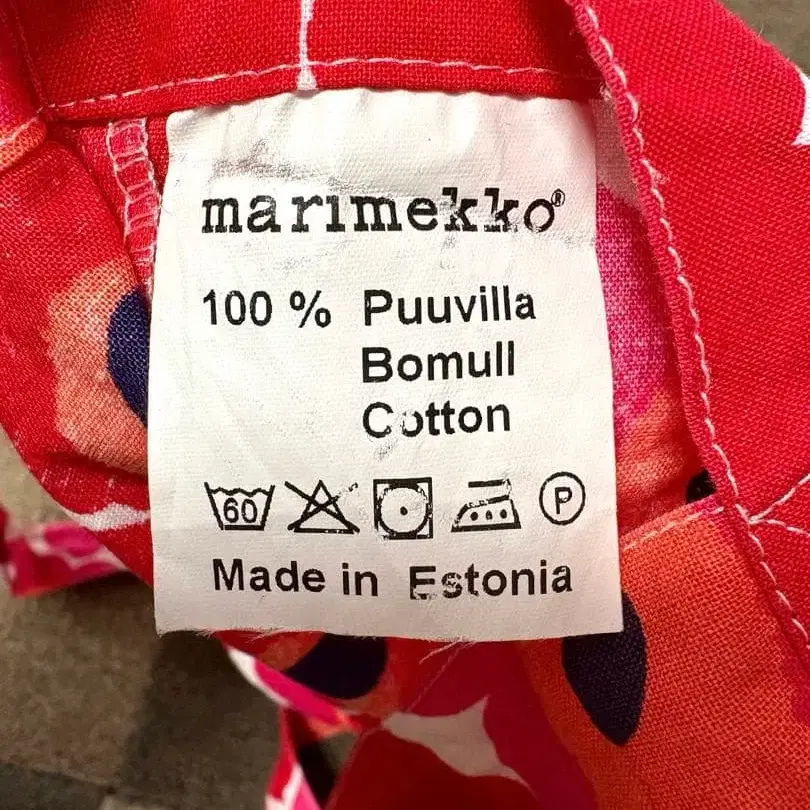 marimekko®
100 % Puuvilla
Bomull
Cotton
60 P
Made in Estonia